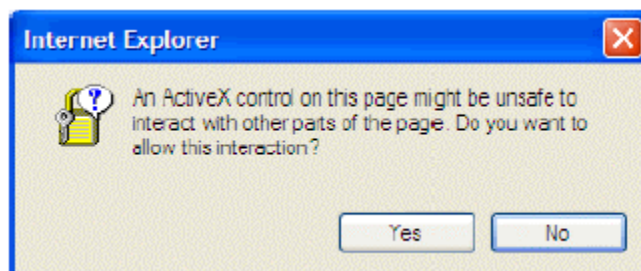 Internet Explorer
An ActiveX control on this page might be unsafe to
interact with other parts of the page. Do you want to
allow this interaction?
Yes No